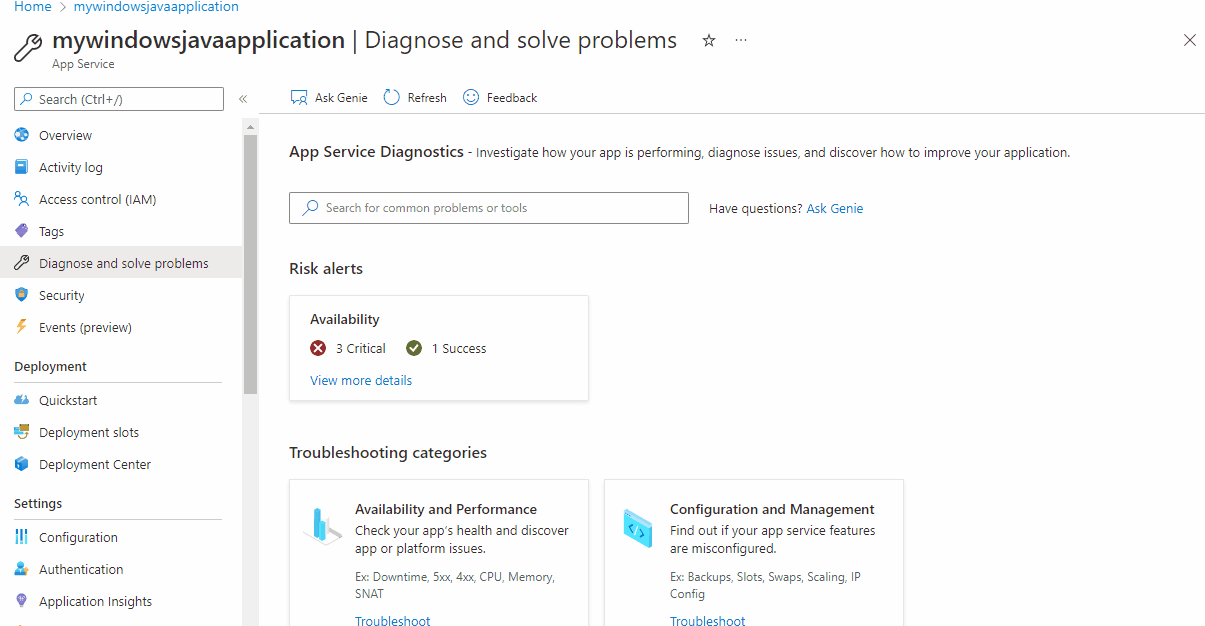 Home > mywindowsjavaapplication
mywindowsjavaapplication | Diagnose and solve problems
App Service
Search (Ctrl+/)
«
Overview
Activity log
Access control (IAM)
Tags
Diagnose and solve problems
Security
Events (preview)
Deployment
Quickstart
Deployment slots
Deployment Center
Settings
Configuration
Authentication
Application Insights
Ask Genie
Refresh
Feedback
App Service Diagnostics - Investigate how your app is performing, diagnose issues, and discover how to improve your application.
Search for common problems or tools
Have questions? Ask Genie
Risk alerts
Availability
3 Critical
1 Success
View more details
Troubleshooting categories
Availability and Performance
Check your app's health and discover
app or platform issues.
Ex: Downtime, 5xx, 4xx, CPU, Memory,
SNAT
Troubleshoot
Configuration and Management
Find out if your app service features
are misconfigured.
Ex: Backups, Slots, Swaps, Scaling, IP
Config
Troubleshoot